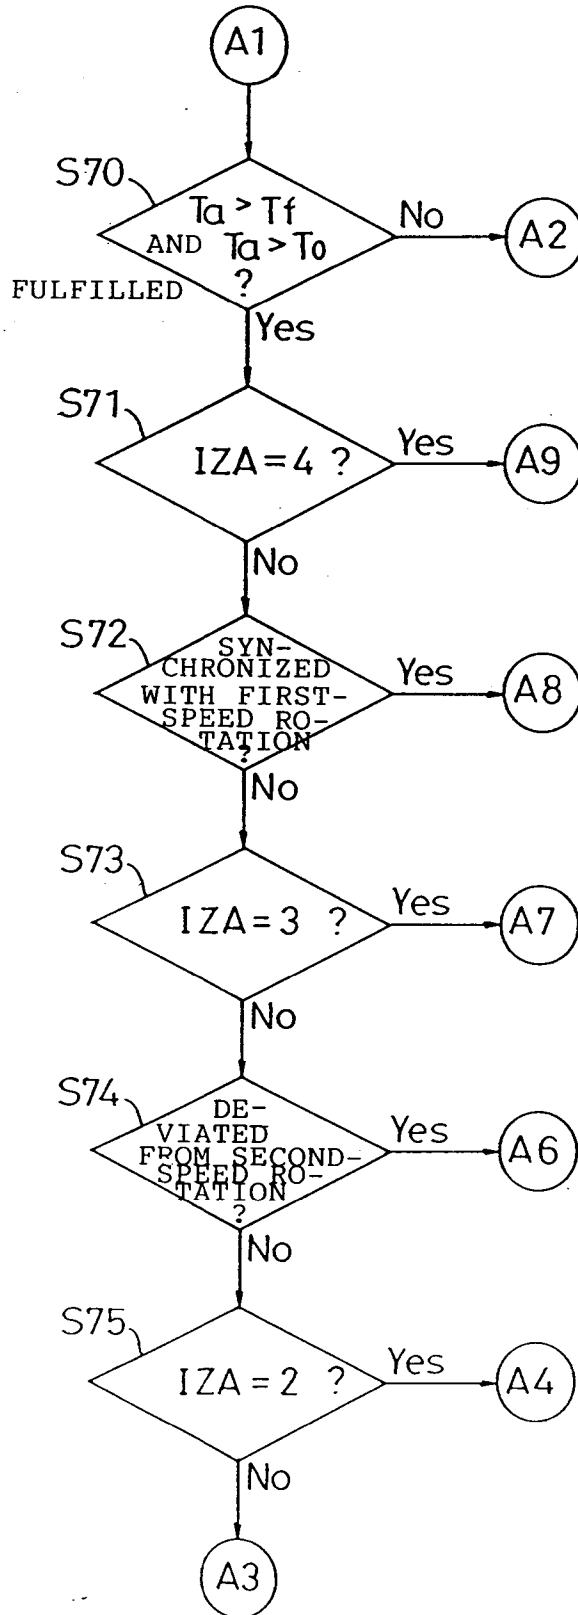 A1
S70
Ta > Tf
AND Ta > To
?
FULFILLED
No
A2
Yes
S71
IZA = 4 ?
Yes
A9
No
S72
SYN-
CHRONIZED
WITH FIRST-
SPEED RO-
TATION
?
Yes
A8
No
S73
IZA = 3 ?
Yes
A7
No
S74
DE-
VIATED
FROM SECOND-
SPEED RO-
TATION
?
Yes
A6
No
S75
IZA = 2 ?
Yes
A4
No
A3